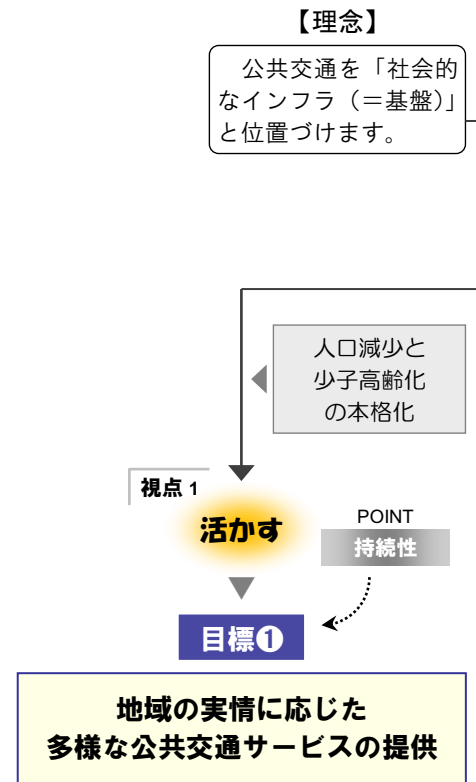 【理念】
公共交通を「社会的
なインフラ（＝基盤）」
と位置づけます。
人口減少と
少子高齢化
の本格化
視点 1
活かす
POINT
持続性
目標❶
地域の実情に応じた
多様な公共交通サービスの提供